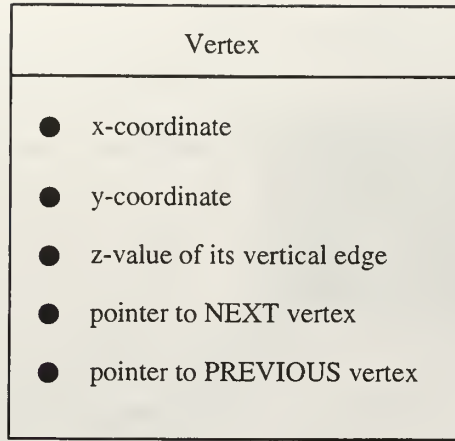 Vertex
● x-coordinate
● y-coordinate
● z-value of its vertical edge
● pointer to NEXT vertex
● pointer to PREVIOUS vertex